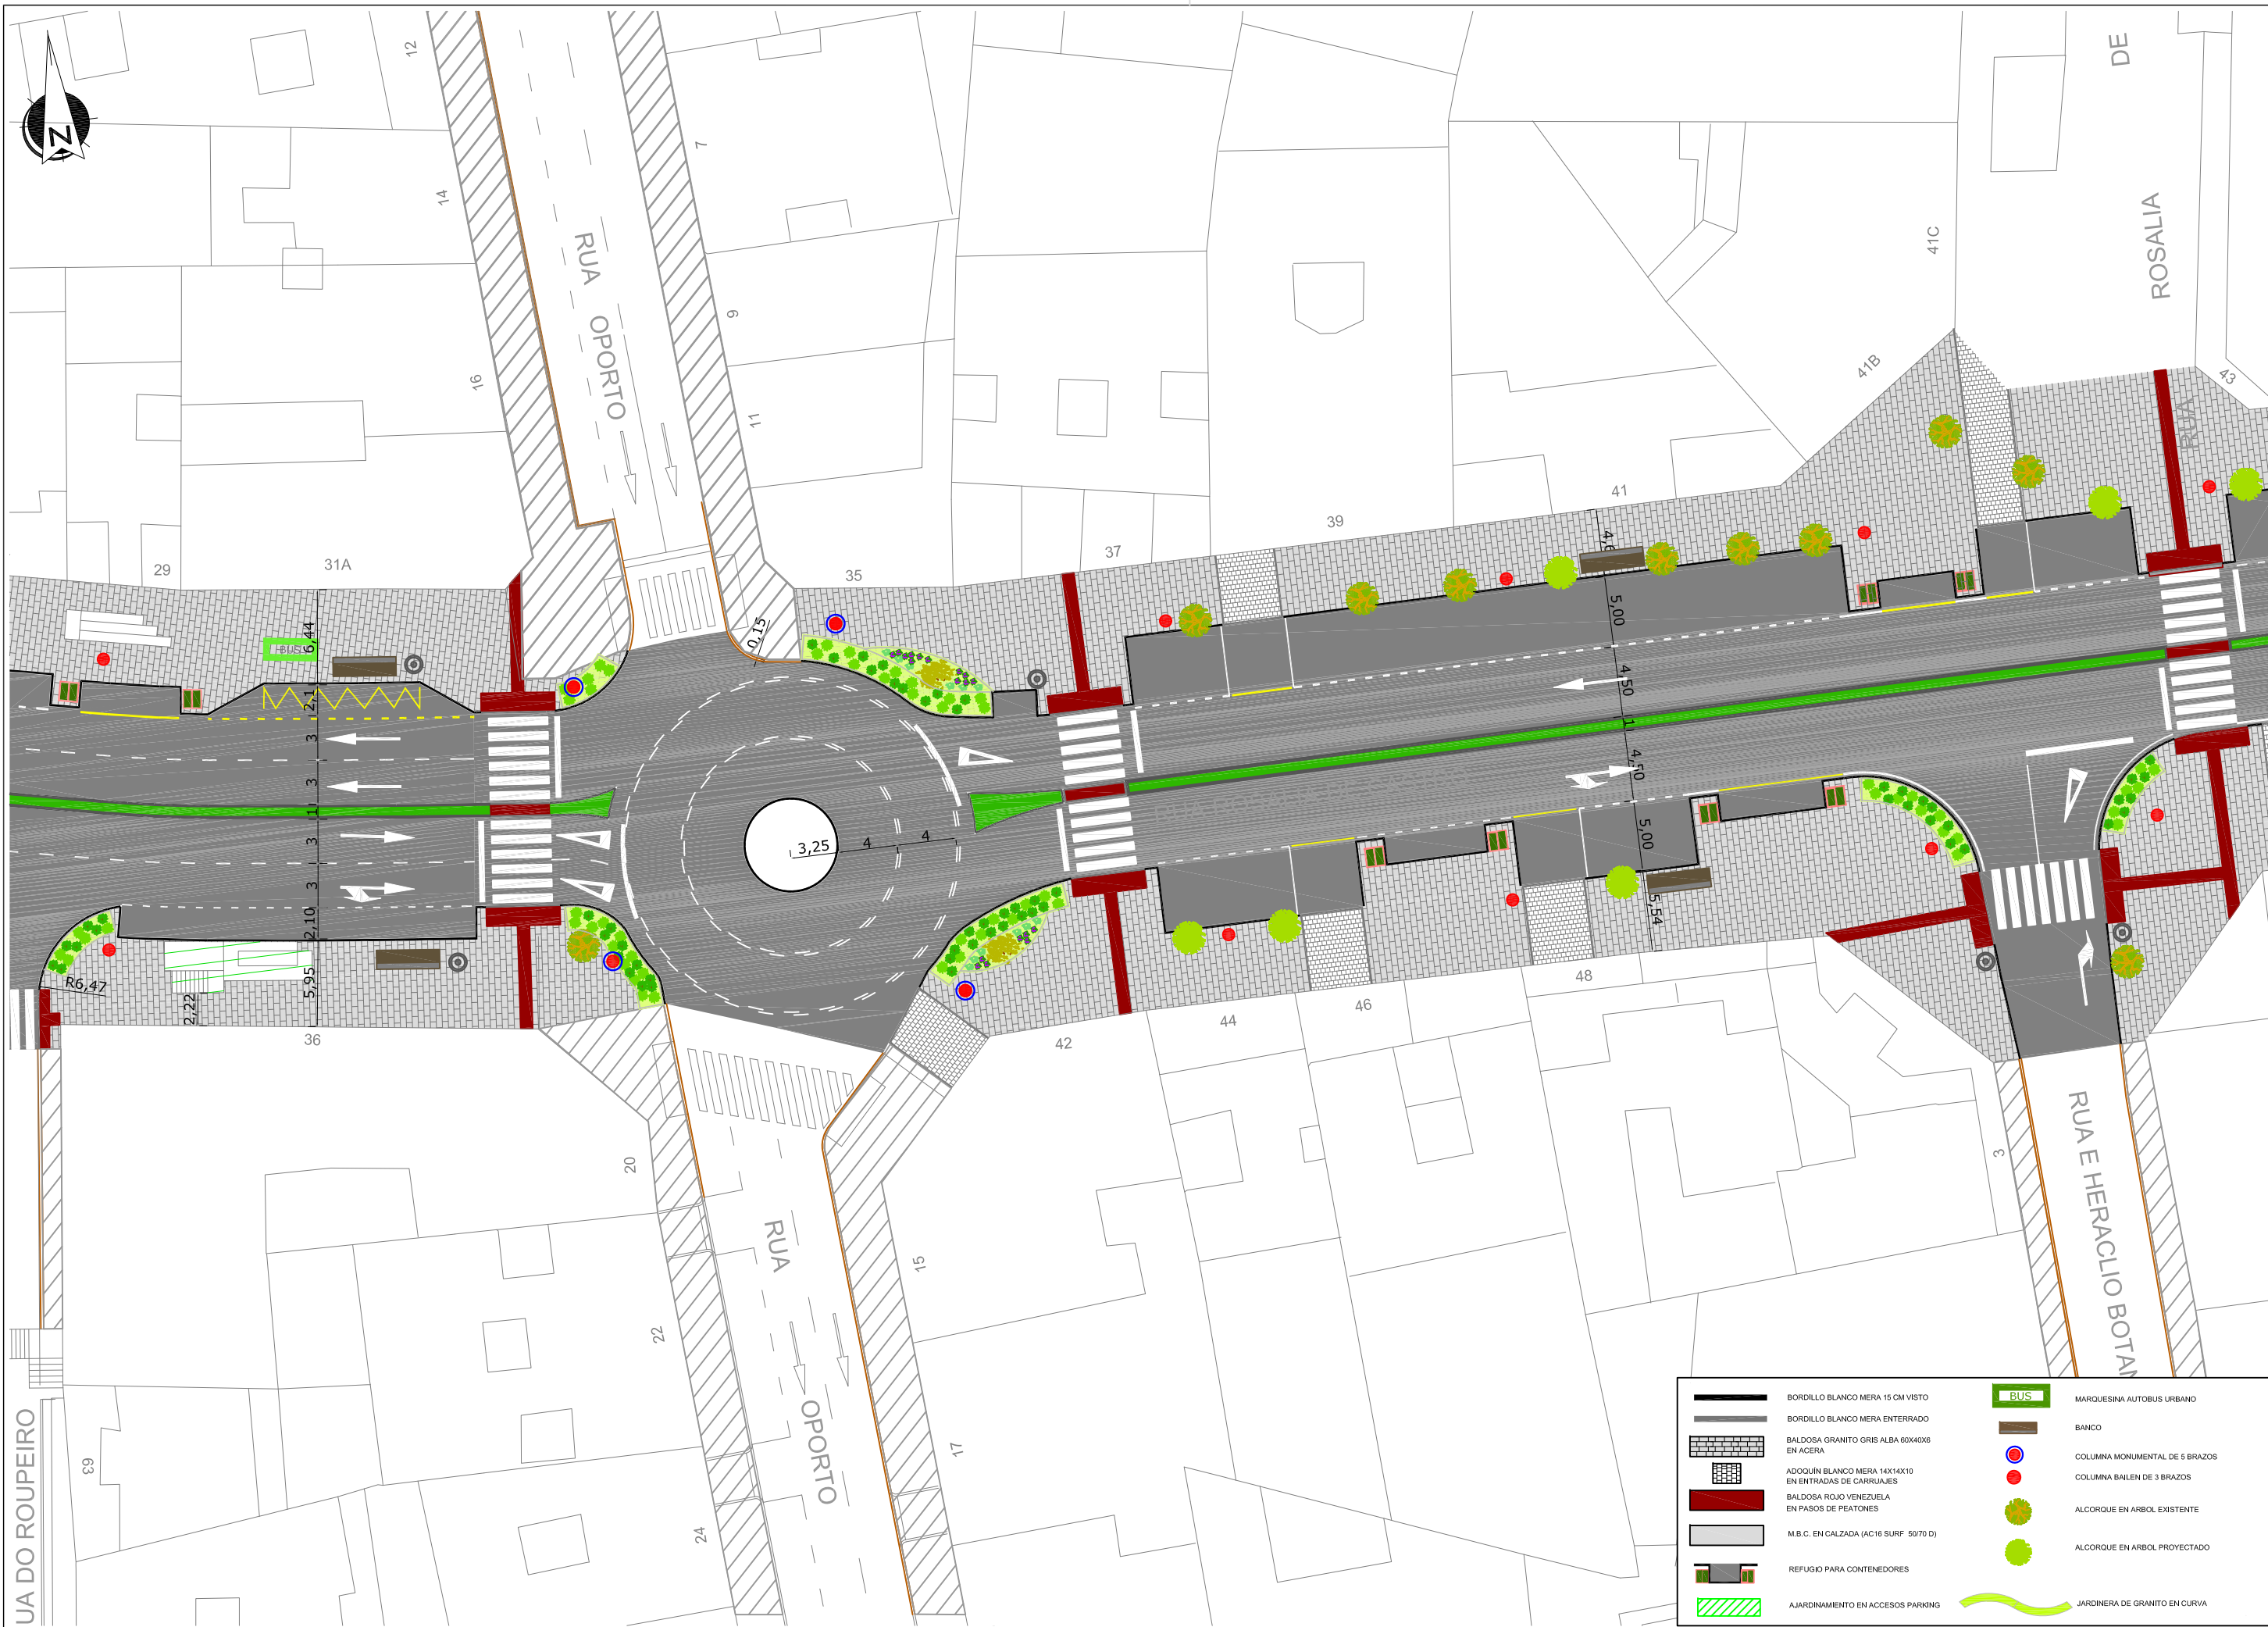 DE
12
N
7
14
ROSALIA
RUA
OPORTO
41C
9
16
41B
43
RUA
11
41
39
37
29
31A
35
BUS
6,44
0,15
5,00
2,1
3
3
4,50
1
1
3
3
3,25
4
4
4,50
5,00
2,10
5,54
5,95
R6,47
2,22
36
42
44
46
48
3
20
RUA E HERACLIO BOTAN
RUA
OPORTO
15
22
17
24
63
UA DO ROUPEIRO
BORDILLO BLANCO MERA 15 CM VISTO
BORDILLO BLANCO MERA ENTERRADO
BALDOSA GRANITO GRIS ALBA 60X40X6
EN ACERA
ADOQUÍN BLANCO MERA 14X14X10
EN ENTRADAS DE CARRUAJES
BALDOSA ROJO VENEZUELA
EN PASOS DE PEATONES
M.B.C. EN CALZADA (AC16 SURF 50/70 D)
REFUGIO PARA CONTENEDORES
AJARDINAMIENTO EN ACCESOS PARKING
BUS
MARQUESINA AUTOBUS URBANO
BANCO
COLUMNA MONUMENTAL DE 5 BRAZOS
COLUMNA BAILEN DE 3 BRAZOS
ALCORQUE EN ARBOL EXISTENTE
ALCORQUE EN ARBOL PROYECTADO
JARDINERA DE GRANITO EN CURVA